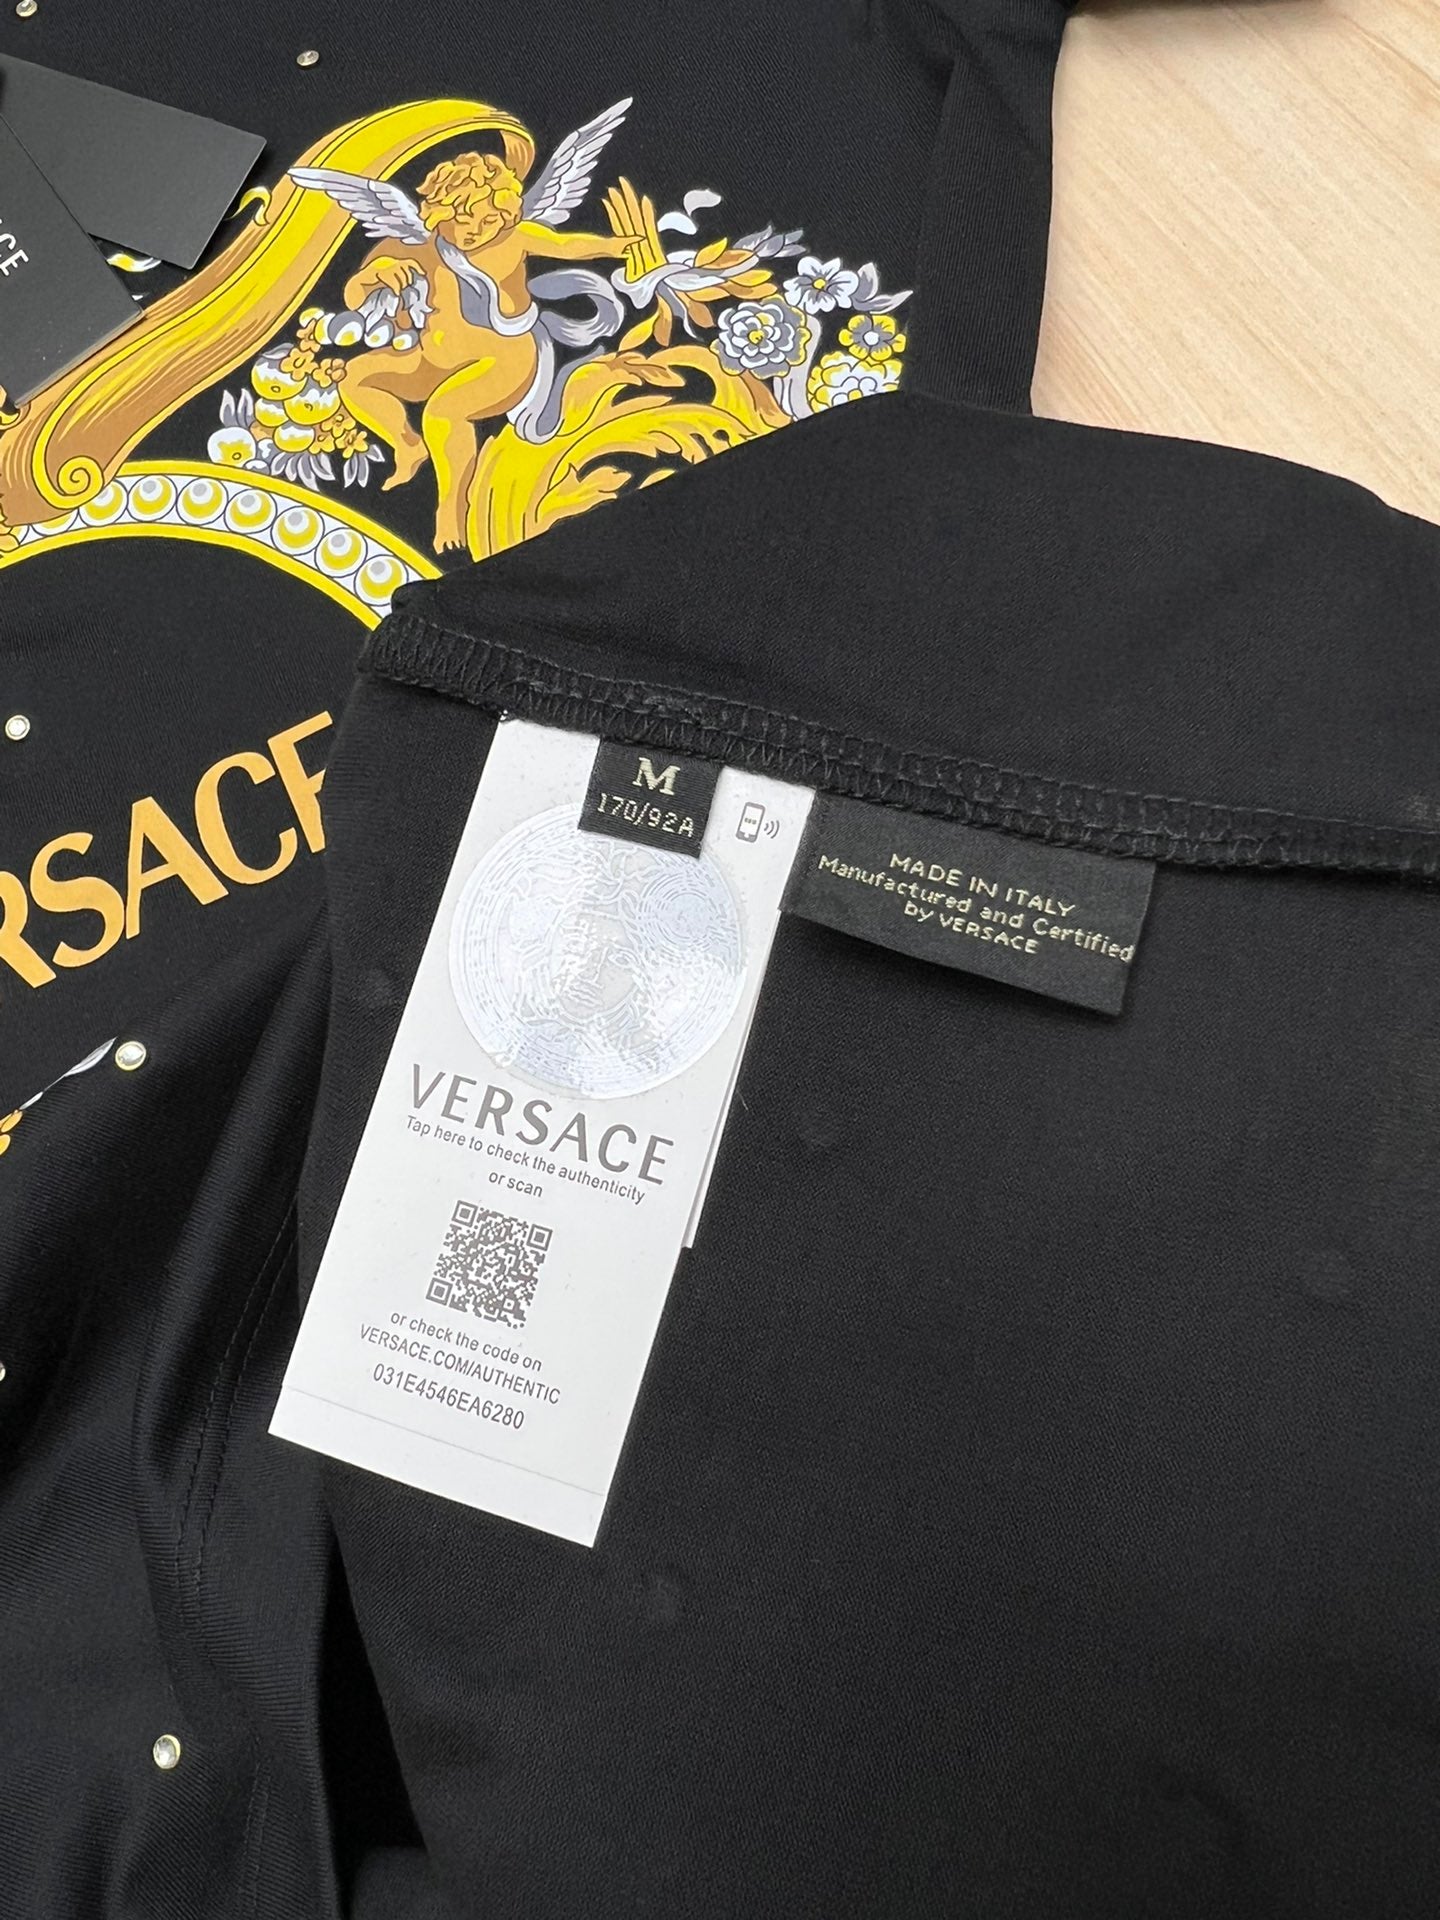 CE
RSACE
M
170/92A
MADE IN ITALY
Manufactured and Certified
by VERSACE
VERSACE
Tap here to check the authenticity
or scan
or check the code on
VERSACE.COM/AUTHENTIC
031E4546EA6280